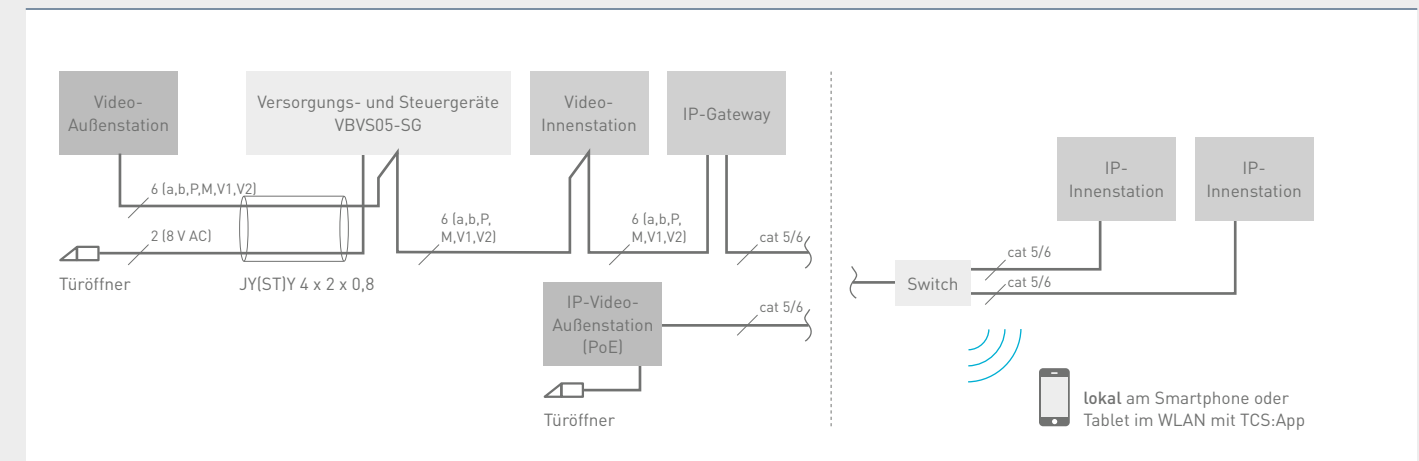 Video-
Außenstation
Versorgungs- und Steuergeräte
VBVS05-SG
Video-
Innenstation
IP-Gateway
6 (a,b,P,M,V1,V2)
2 (8 V AC)
Türöffner
JY(ST)Y 4 x 2 x 0,8
6 (a,b,P,
M,V1,V2)
6 (a,b,P,
M,V1,V2)
cat 5/6
IP-Video-
Außenstation
(PoE)
cat 5/6
Türöffner
IP-
Innenstation
IP-
Innenstation
Switch
cat 5/6
cat 5/6
lokal am Smartphone oder
Tablet im WLAN mit TCS:App